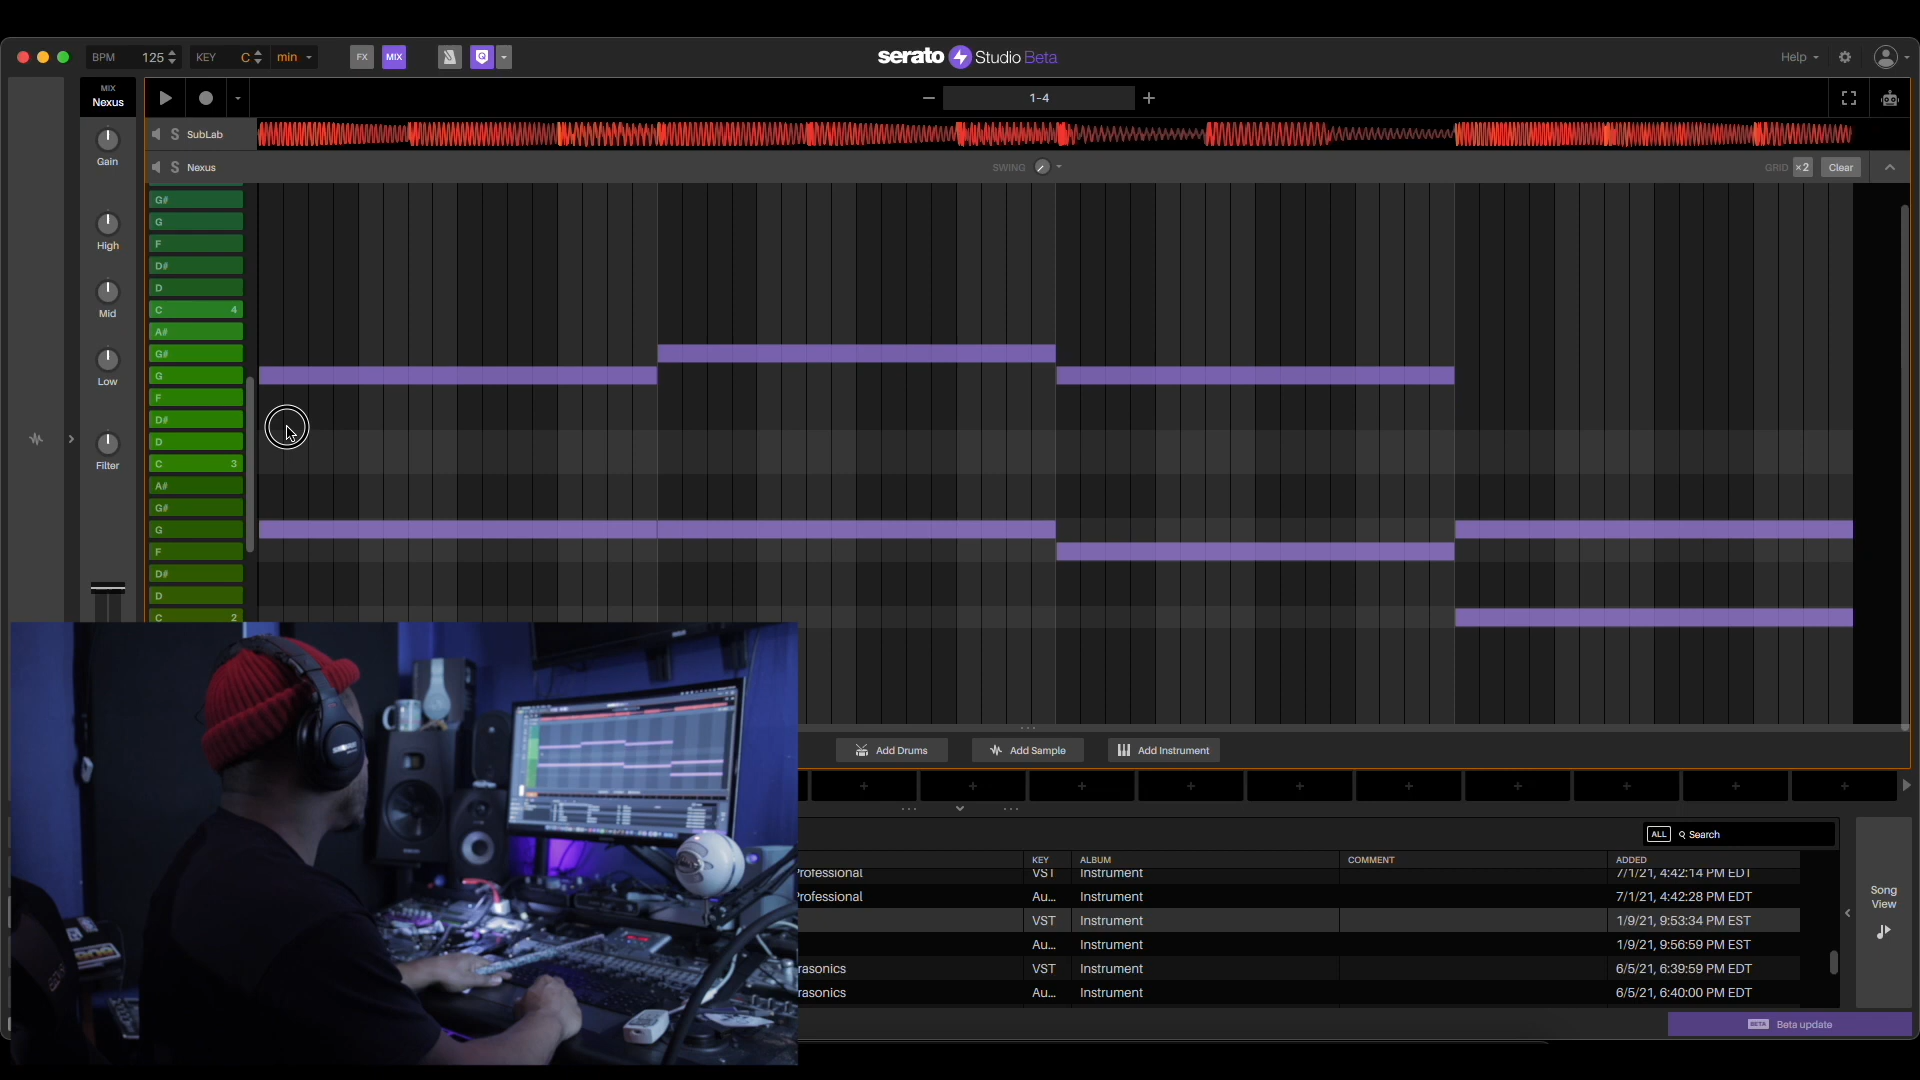 BPM 125 KEY C min FX MIX serato Studio Beta Help
MIX
Nexus
1-4
S SubLab
S Nexus SWING GRID ×2 Clear
Gain
High
Mid
Low
Filter
G#
G
F
D#
D
C 4
A#
G#
G
F
D#
D
C 3
A#
G#
G
F
D#
D
C 2
Add Drums Add Sample Add Instrument
ALL Search
KEY ALBUM COMMENT ADDED
Professional VST Instrument 7/1/21, 4:42:14 PM EDT
Professional Au... Instrument 7/1/21, 4:42:28 PM EDT
VST Instrument 1/9/21, 9:53:34 PM EST
Au... Instrument 1/9/21, 9:56:59 PM EST
rasonics VST Instrument 6/5/21, 6:39:59 PM EDT
rasonics Au... Instrument 6/5/21, 6:40:00 PM EDT
Song
View
BETA Beta update